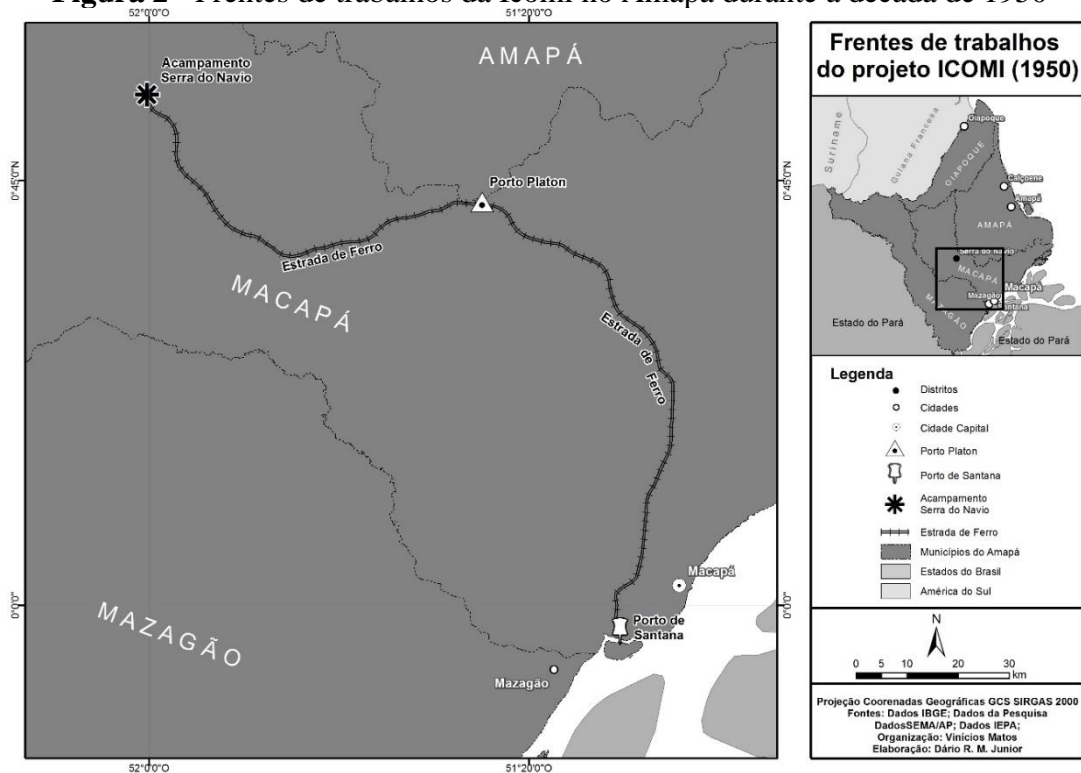 Figura 2 - Frentes de trabalhos da Icomi no Amapá durante a década de 1950
52°0'0"O
51°20'0"O
Acampamento
Serra do Navio
AMAPÁ
0°45'0"N
0°45'0"N
Porto Platon
Estrada de Ferro
MACAPÁ
Estrada de Ferro
Macapá
0°0'0"
0°0'0"
Porto de
Santana
MAZAGÃO
Mazagão
52°0'0"O
51°20'0"O
Frentes de trabalhos
do projeto ICOMI (1950)
Suriname
Guiana Francesa
Oiapoque
OIAPOQUE
Calçoene
Amapá
AMAPÁ
Serra do Navio
MACAPÁ
Macapá
Mazagão
Santana
MAZAGÃO
Estado do Pará
Estado do Pará
Legenda
Distritos
Cidades
Cidade Capital
Porto Platon
Porto de Santana
Acampamento
Serra do Navio
Estrada de Ferro
Municípios do Amapá
Estados do Brasil
América do Sul
N
0 5 10 20 30
km
Projeção Coorenadas Geográficas GCS SIRGAS 2000
Fontes: Dados IBGE; Dados da Pesquisa
DadosSEMA/AP; Dados IEPA;
Organização: Vinícios Matos
Elaboração: Dário R. M. Junior